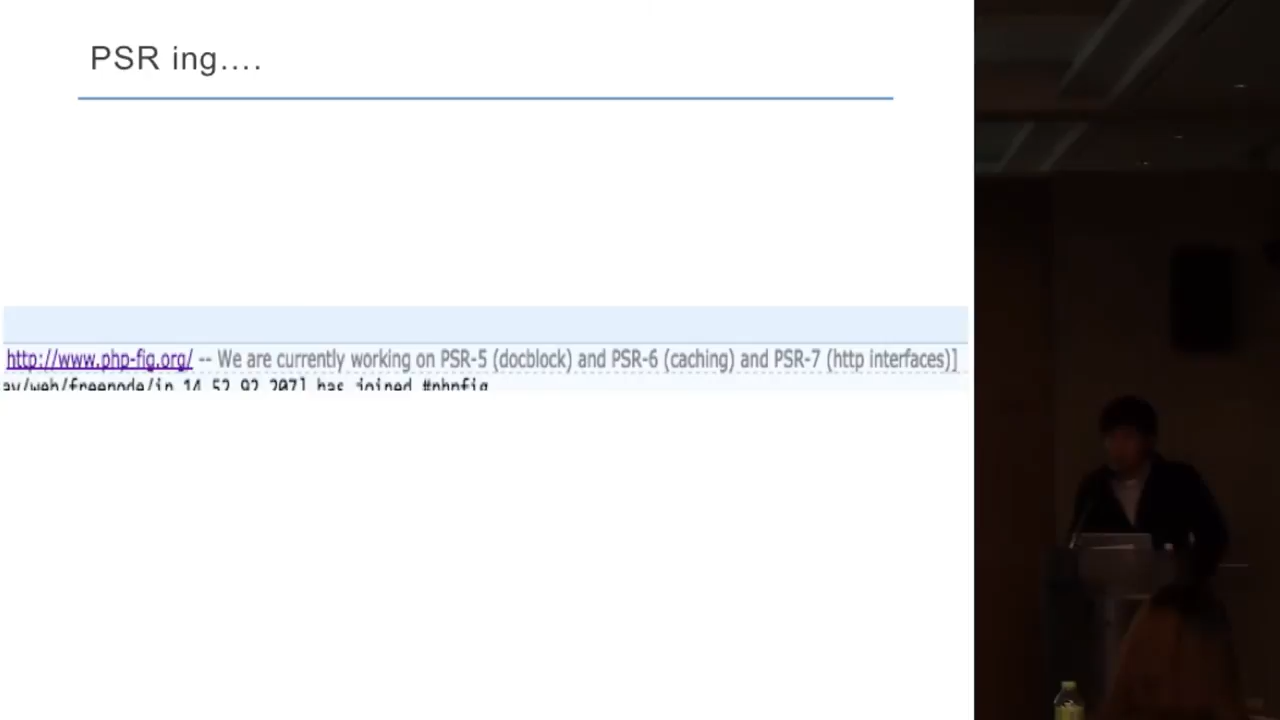 PSR ing....
http://www.php-fig.org/ -- We are currently working on PSR-5 (docblock) and PSR-6 (caching) and PSR-7 (http interfaces)]
has joined #phpfig